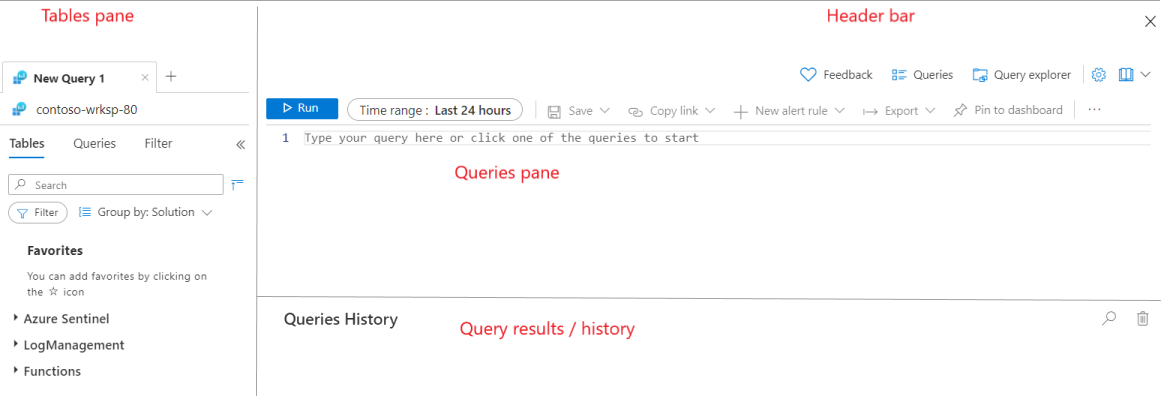 Tables pane
Header bar
New Query 1
Feedback
Queries
Query explorer
contoso-wrksp-80
Run
Time range : Last 24 hours
Save
Copy link
New alert rule
Export
Pin to dashboard
...
Tables
Queries
Filter
1 Type your query here or click one of the queries to start
Queries pane
Search
Filter
Group by: Solution
Favorites
You can add favorites by clicking on
the ☆ icon
Azure Sentinel
LogManagement
Functions
Queries History
Query results / history